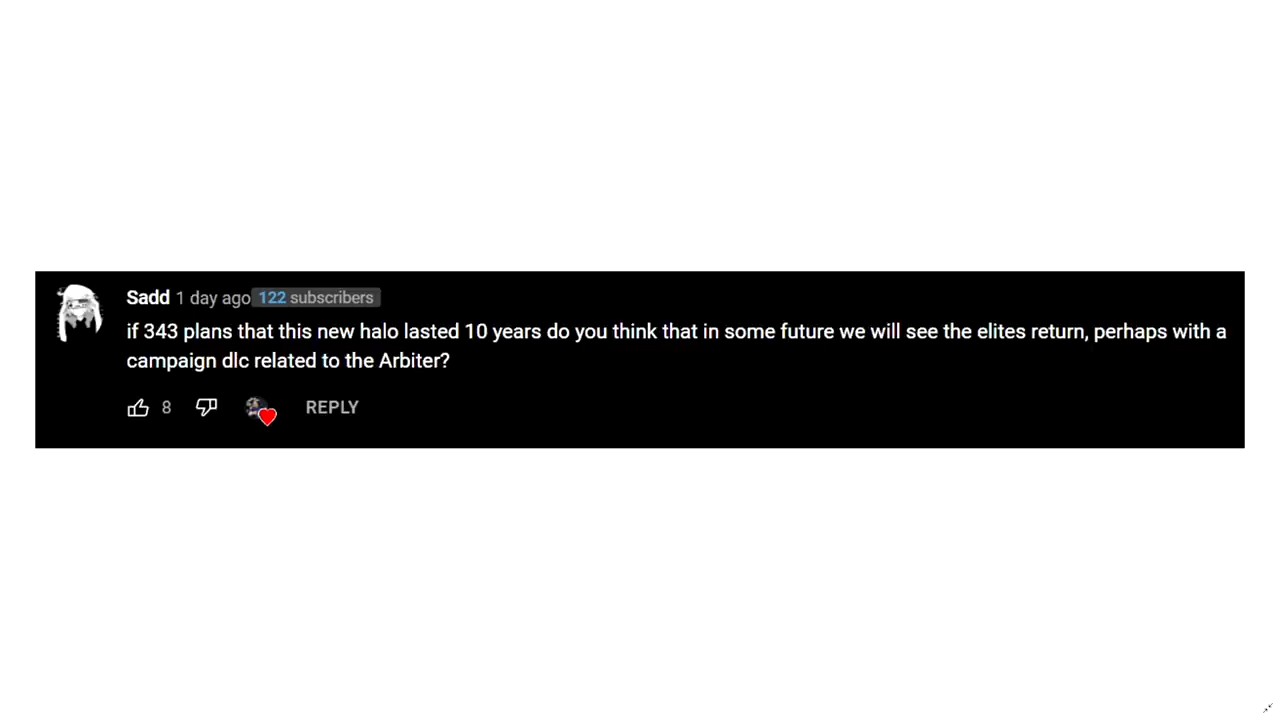 Sadd 1 day ago 122 subscribers
if 343 plans that this new halo lasted 10 years do you think that in some future we will see the elites return, perhaps with a
campaign dlc related to the Arbiter?
8 REPLY